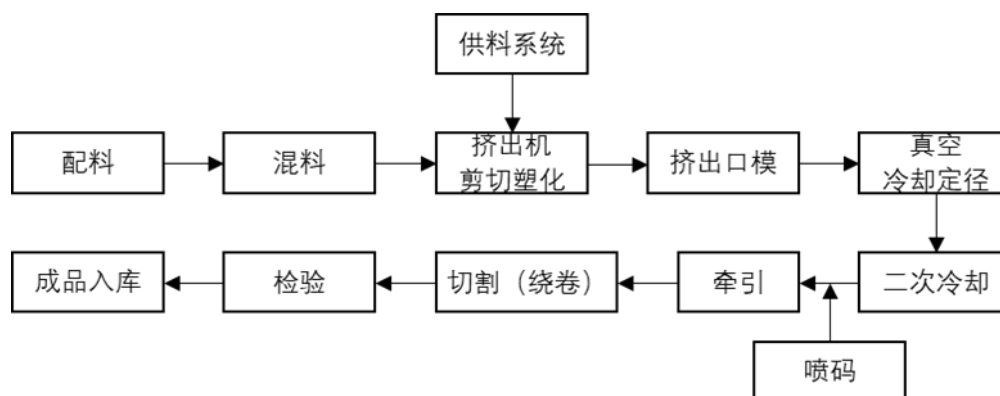 供料系统
配料
混料
挤出机
剪切塑化
挤出口模
真空
冷却定径
成品入库
检验
切割（绕卷）
牵引
二次冷却
喷码